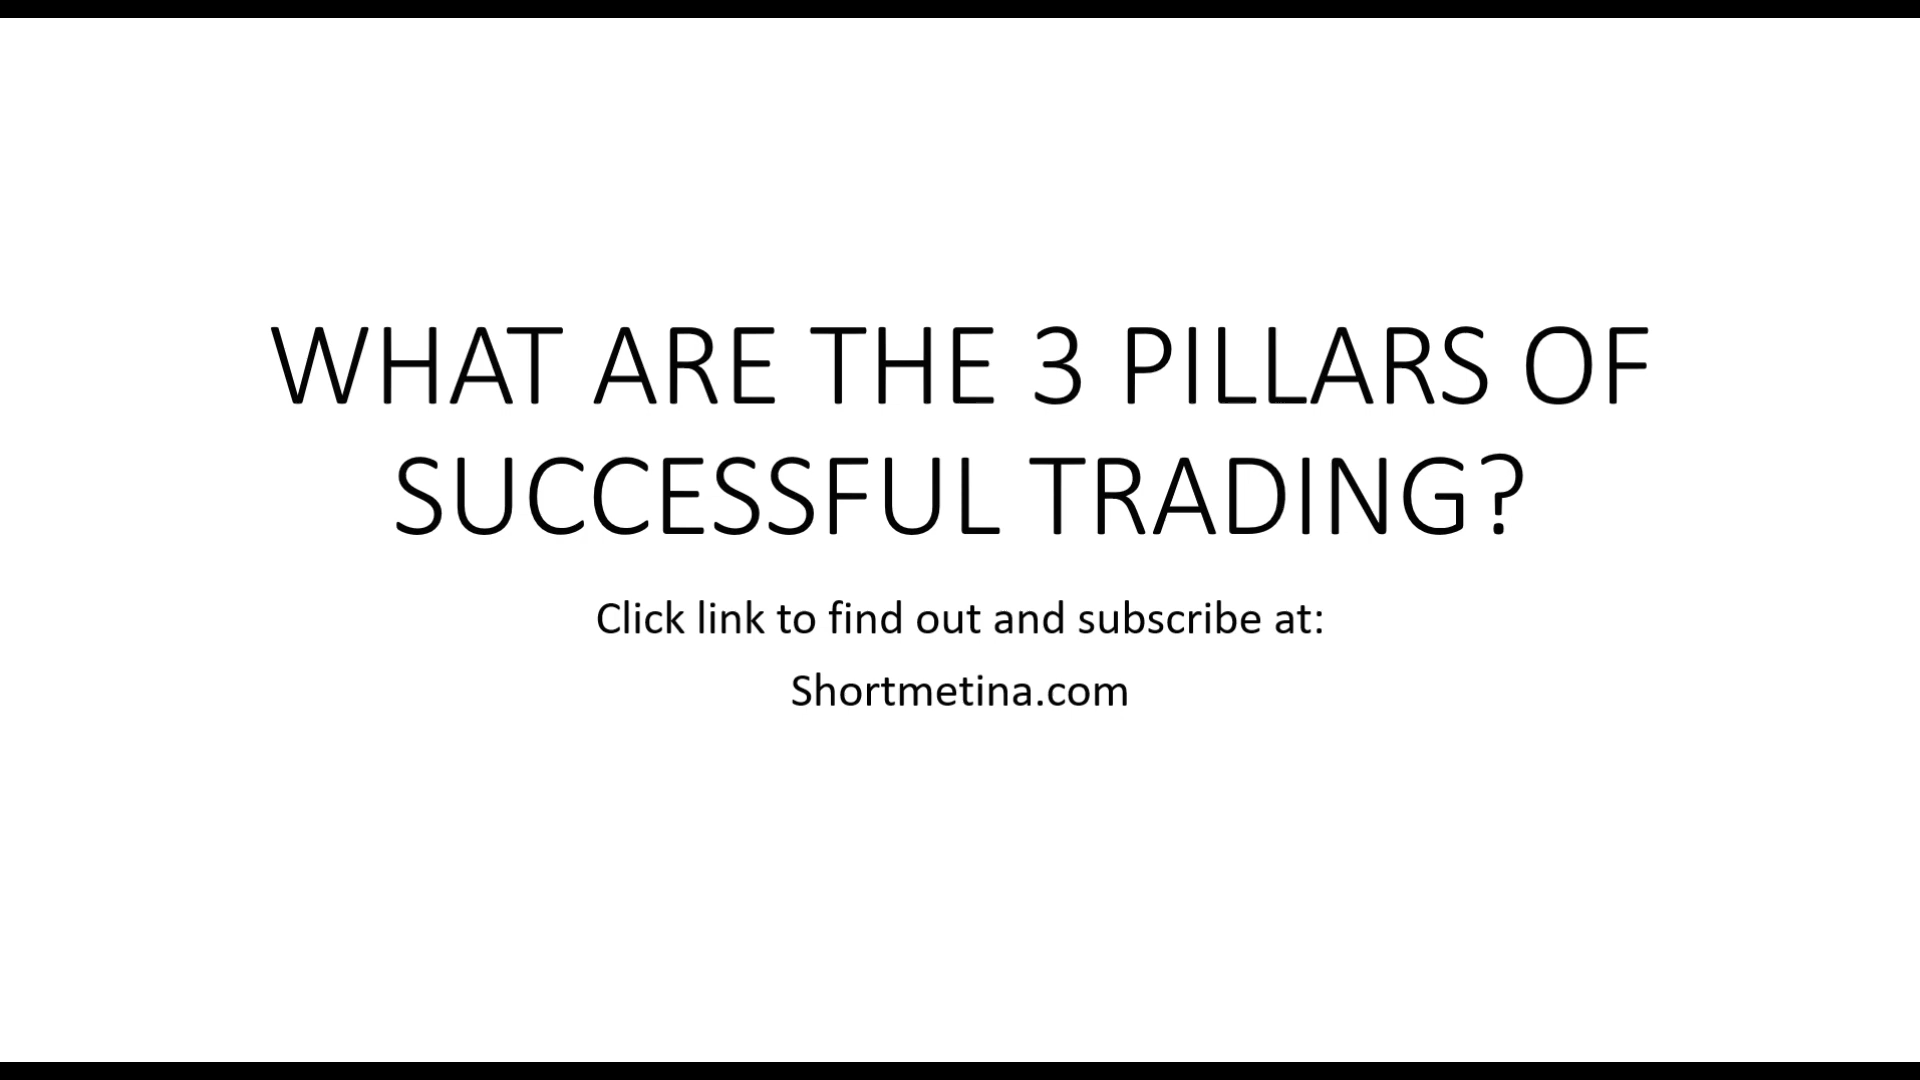 WHAT ARE THE 3 PILLARS OF
SUCCESSFUL TRADING?
Click link to find out and subscribe at:
Shortmetina.com